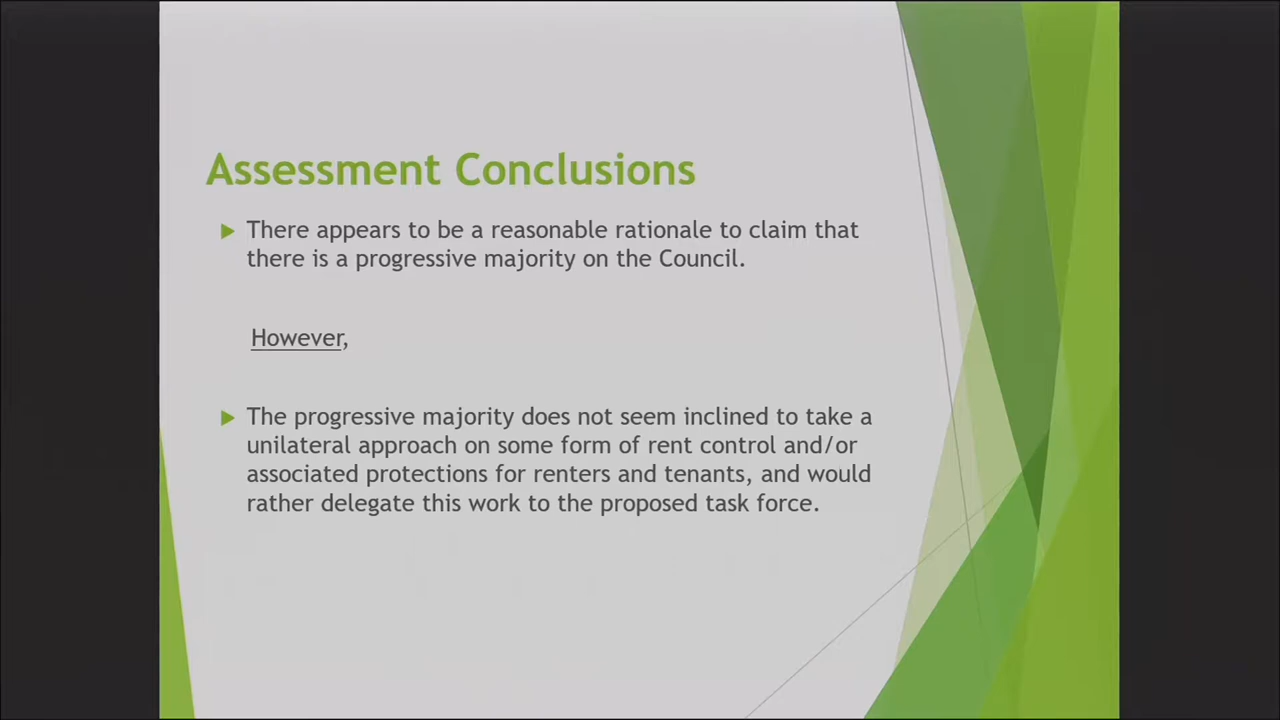 Assessment Conclusions
There appears to be a reasonable rationale to claim that
there is a progressive majority on the Council.
However,
The progressive majority does not seem inclined to take a
unilateral approach on some form of rent control and/or
associated protections for renters and tenants, and would
rather delegate this work to the proposed task force.